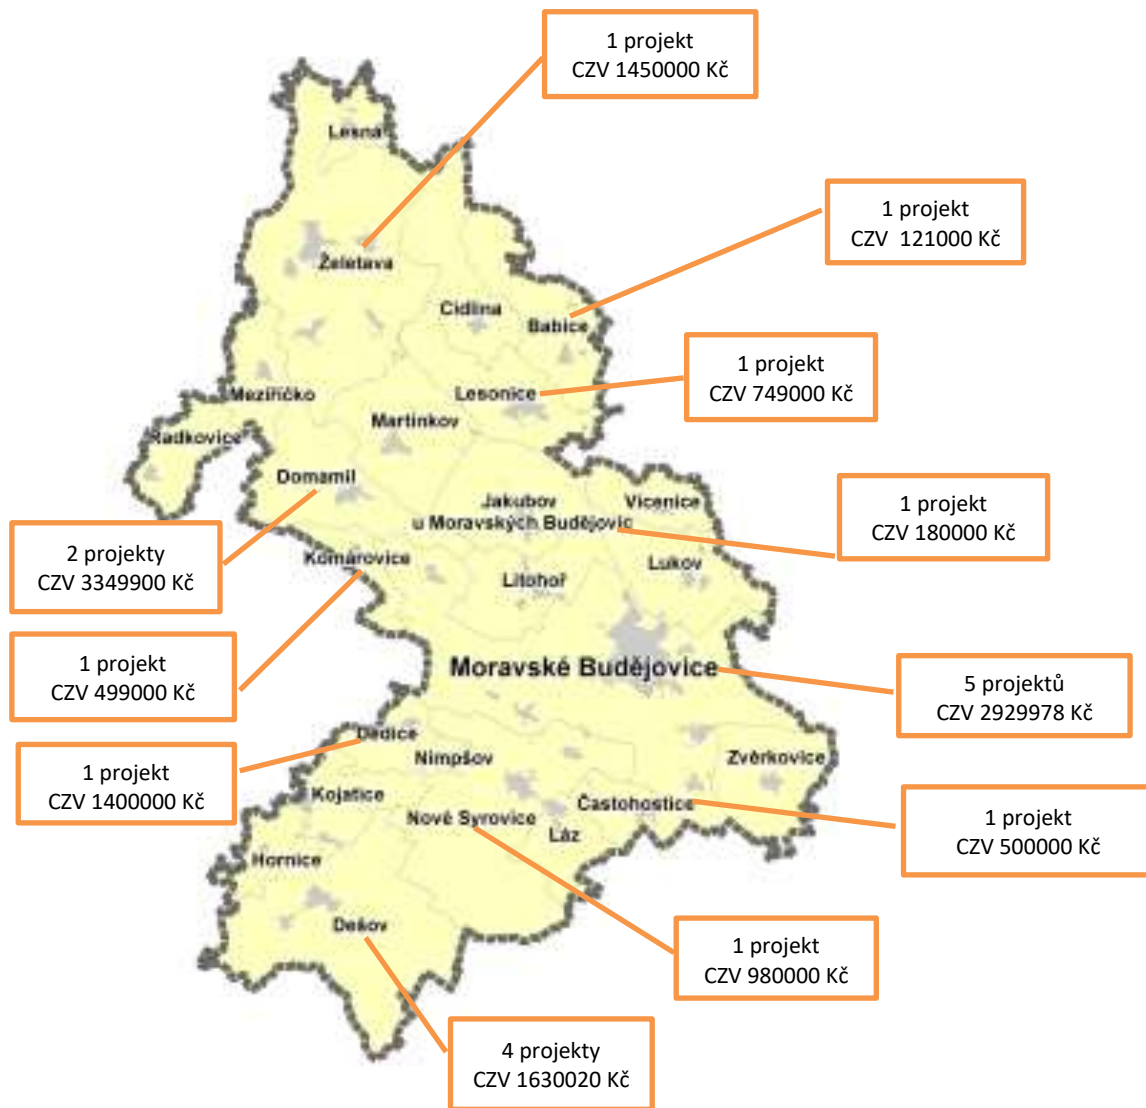 1 projekt
CZV 1450000 Kč
Lesná
1 projekt
CZV 121000 Kč
Želetava
Cidlina
Babice
1 projekt
CZV 749000 Kč
Meziříčko
Lesonice
Martínkov
Radkovice
Domamil
Jakubov
u Moravských Budějovic
Vícenice
1 projekt
CZV 180000 Kč
2 projekty
CZV 3349900 Kč
Komárovice
Litohoř
Lukov
1 projekt
CZV 499000 Kč
Moravské Budějovice
5 projektů
CZV 2929978 Kč
1 projekt
CZV 1400000 Kč
Dědice
Nimpšov
Zvěrkovice
Kojatice
Nové Syrovice
Častohostice
Láz
1 projekt
CZV 500000 Kč
Hornice
Dešov
1 projekt
CZV 980000 Kč
4 projekty
CZV 1630020 Kč